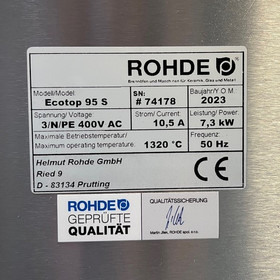 ROHDE
Brennöfen und Maschinen für Keramik, Glas und Metall
Modell/Model SN: Baujahr/Y.O.M.
Ecotop 95 S # 74178 2023
Spannung/ Voltage Strom/ Current: Leistung/ Power:
3/N/PE 400V AC 10,5 A 7,3 kW
Maximale Betriebstemperatur/ Frequenz:
Maximum operating temperature: 1320 °C 50 Hz
Helmut Rohde GmbH
Ried 9
D - 83134 Prutting
ROHDE
GEPRÜFTE
QUALITÄT
QUALITÄTSSICHERUNG